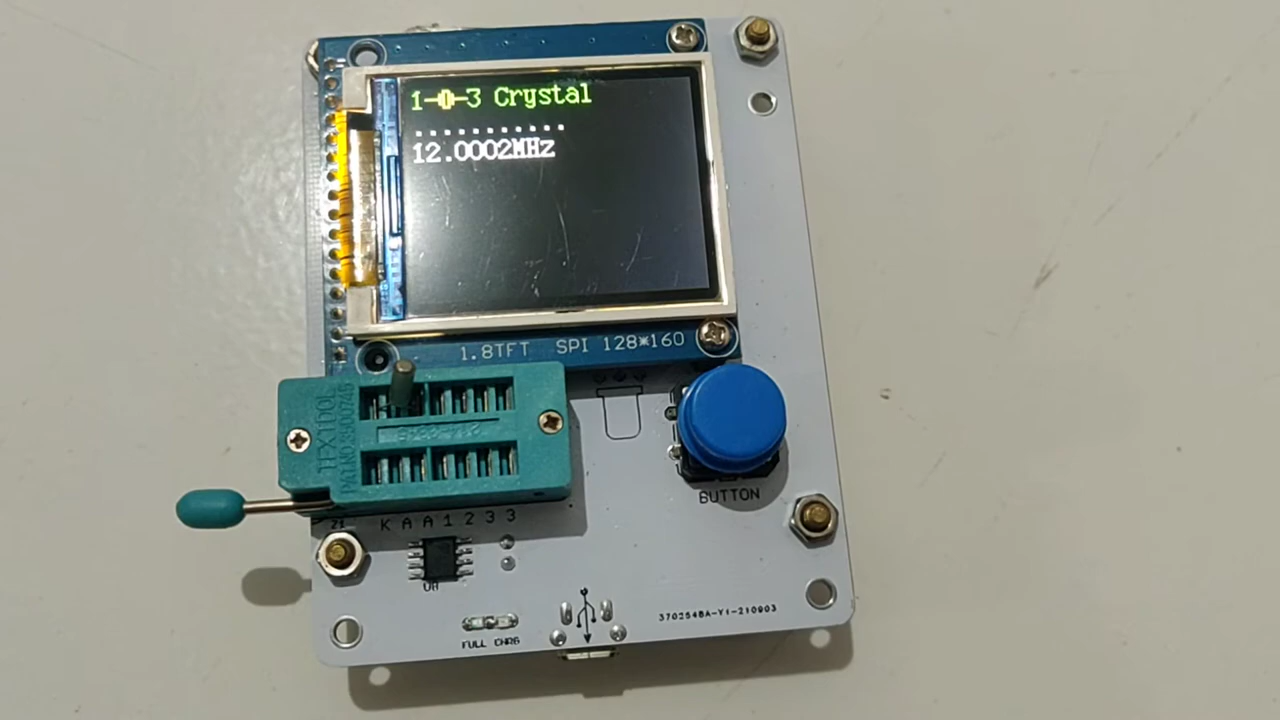 1-3 Crystal
...........
12.0002MHz
1.8TFT SPI 128*160
TEXTOOL
BUTTON
K A A 1 2 3 3
FULL CHRG
370254BA-Y1-210903